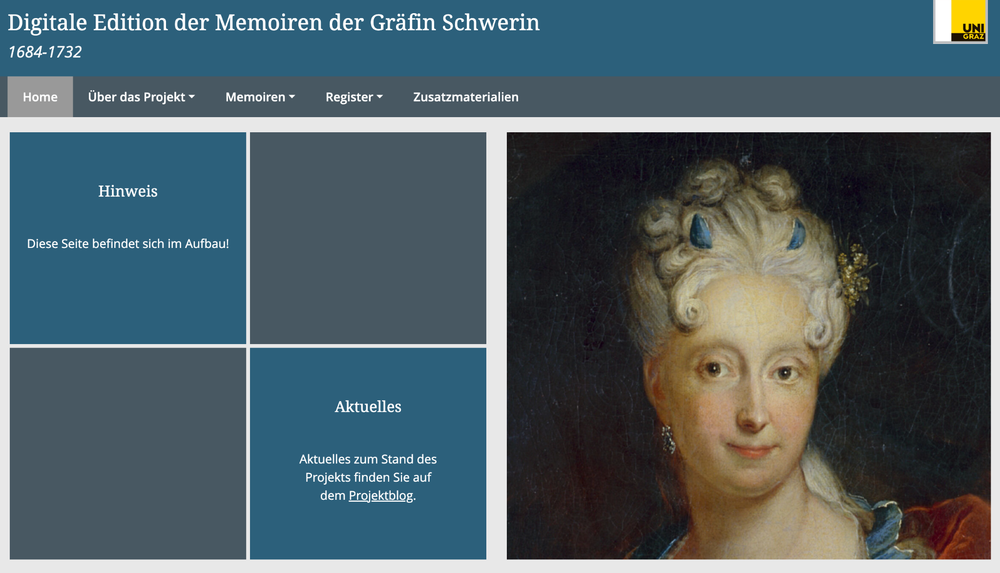 Digitale Edition der Memoiren der Gräfin Schwerin
1684-1732
UNI
GRAZ
Home Über das Projekt Memoiren Register Zusatzmaterialien
Hinweis
Diese Seite befindet sich im Aufbau!
Aktuelles
Aktuelles zum Stand des
Projekts finden Sie auf
dem Projektblog.